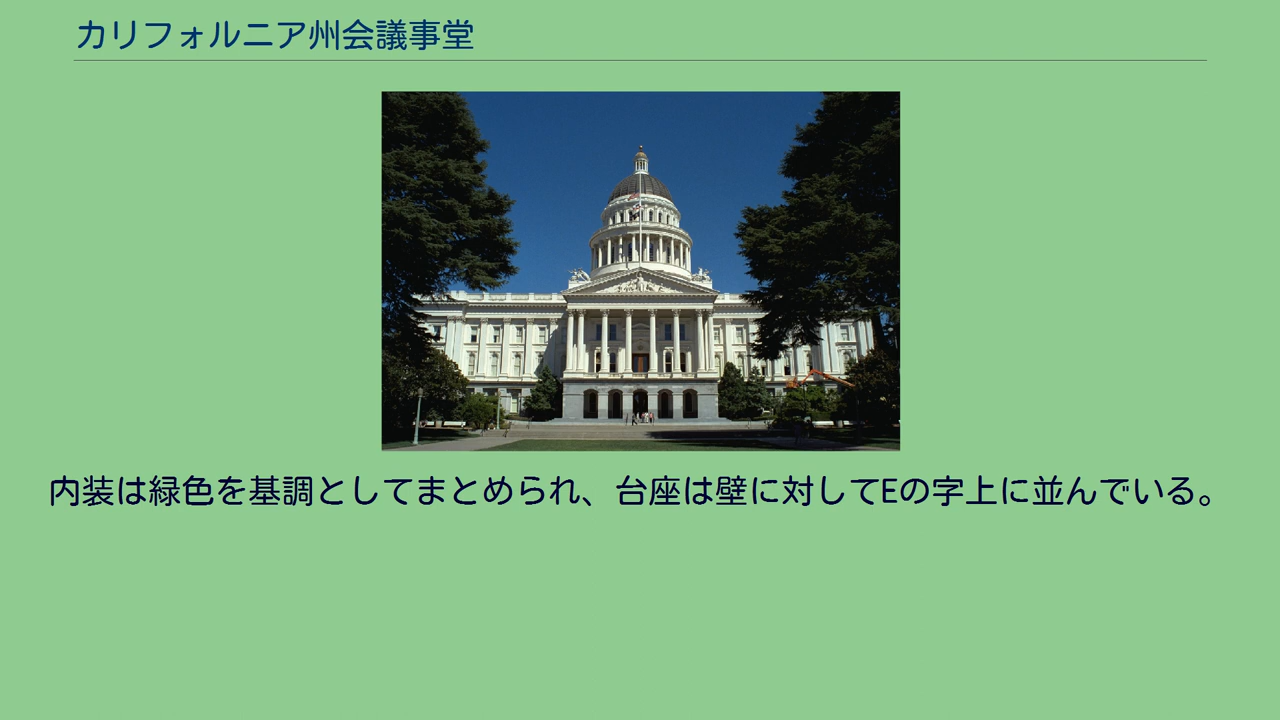 カリフォルニア州会議事堂
内装は緑色を基調としてまとめられ、台座は壁に対してEの字上に並んでいる。